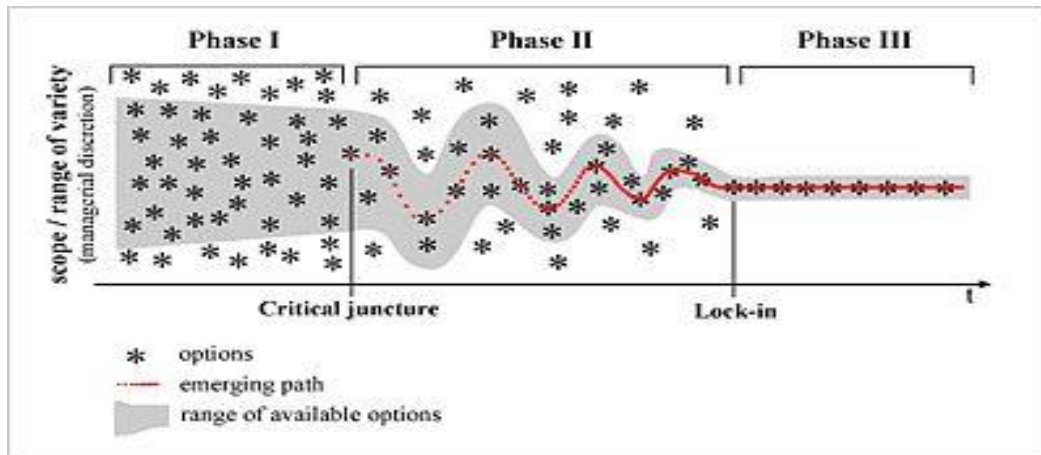 Phase I
Phase II
Phase III
scope / range of variety
(managerial discretion)
t
Critical juncture
Lock-in
options
emerging path
range of available options